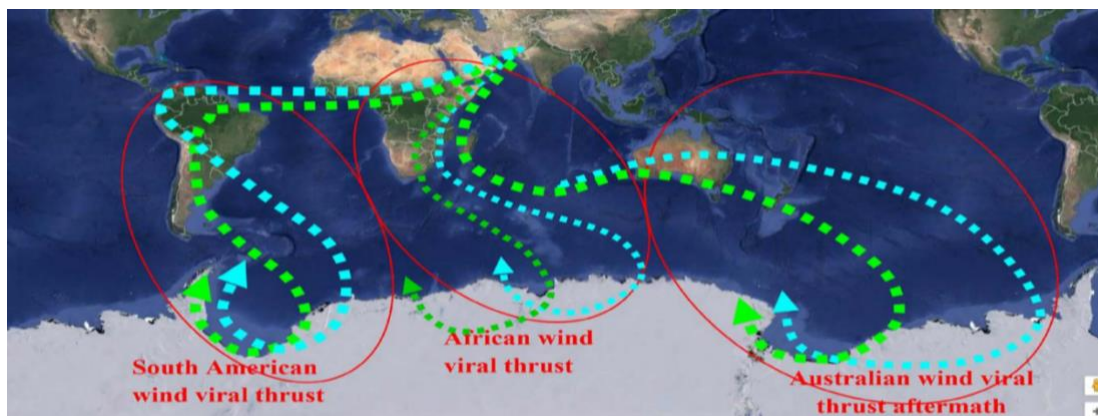 South American
wind viral thrust
African wind
viral thrust
Australian wind viral
thrust aftermath